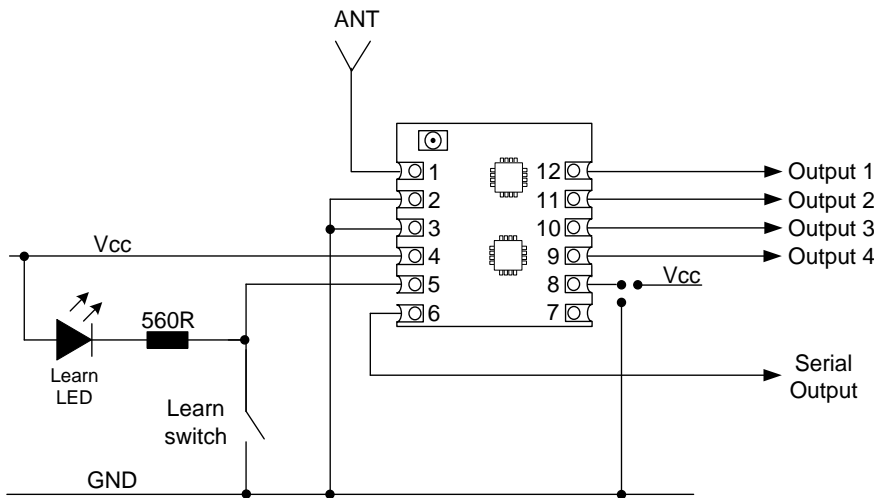 ANT
1
2
3
4
5
6
12
11
10
9
8
7
Output 1
Output 2
Output 3
Output 4
Vcc
Vcc
560R
Learn
LED
Learn
switch
Serial
Output
GND